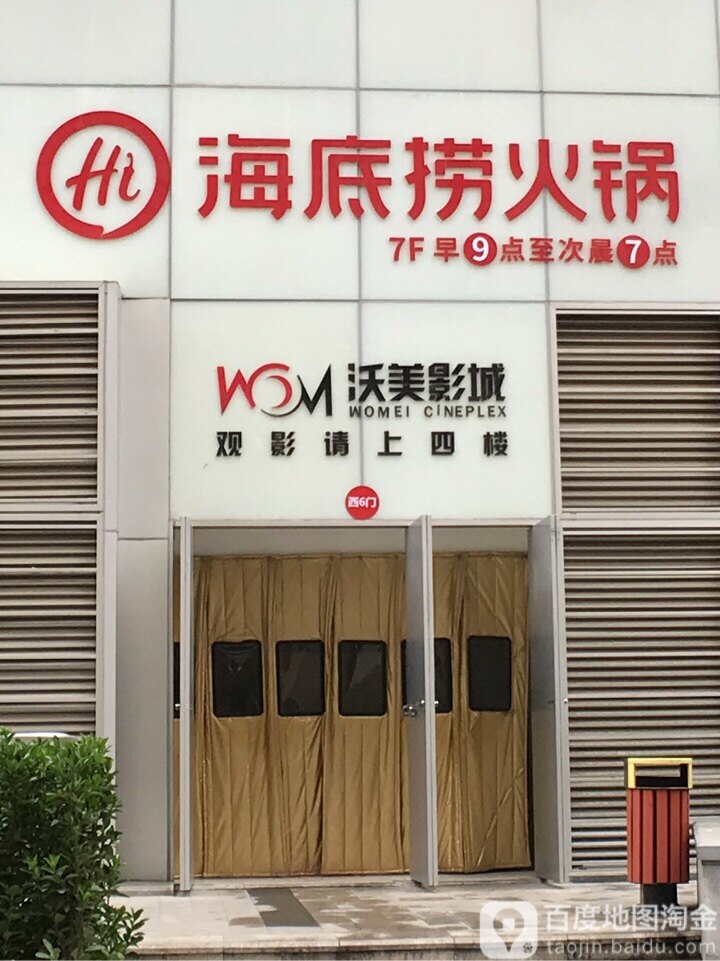 Hi 海底捞火锅
7F 早9点至次晨7点
WOM 沃美影城
WOMEI CINEPLEX
观影请上四楼
西6门
百度地图淘金
taojin.baidu.com